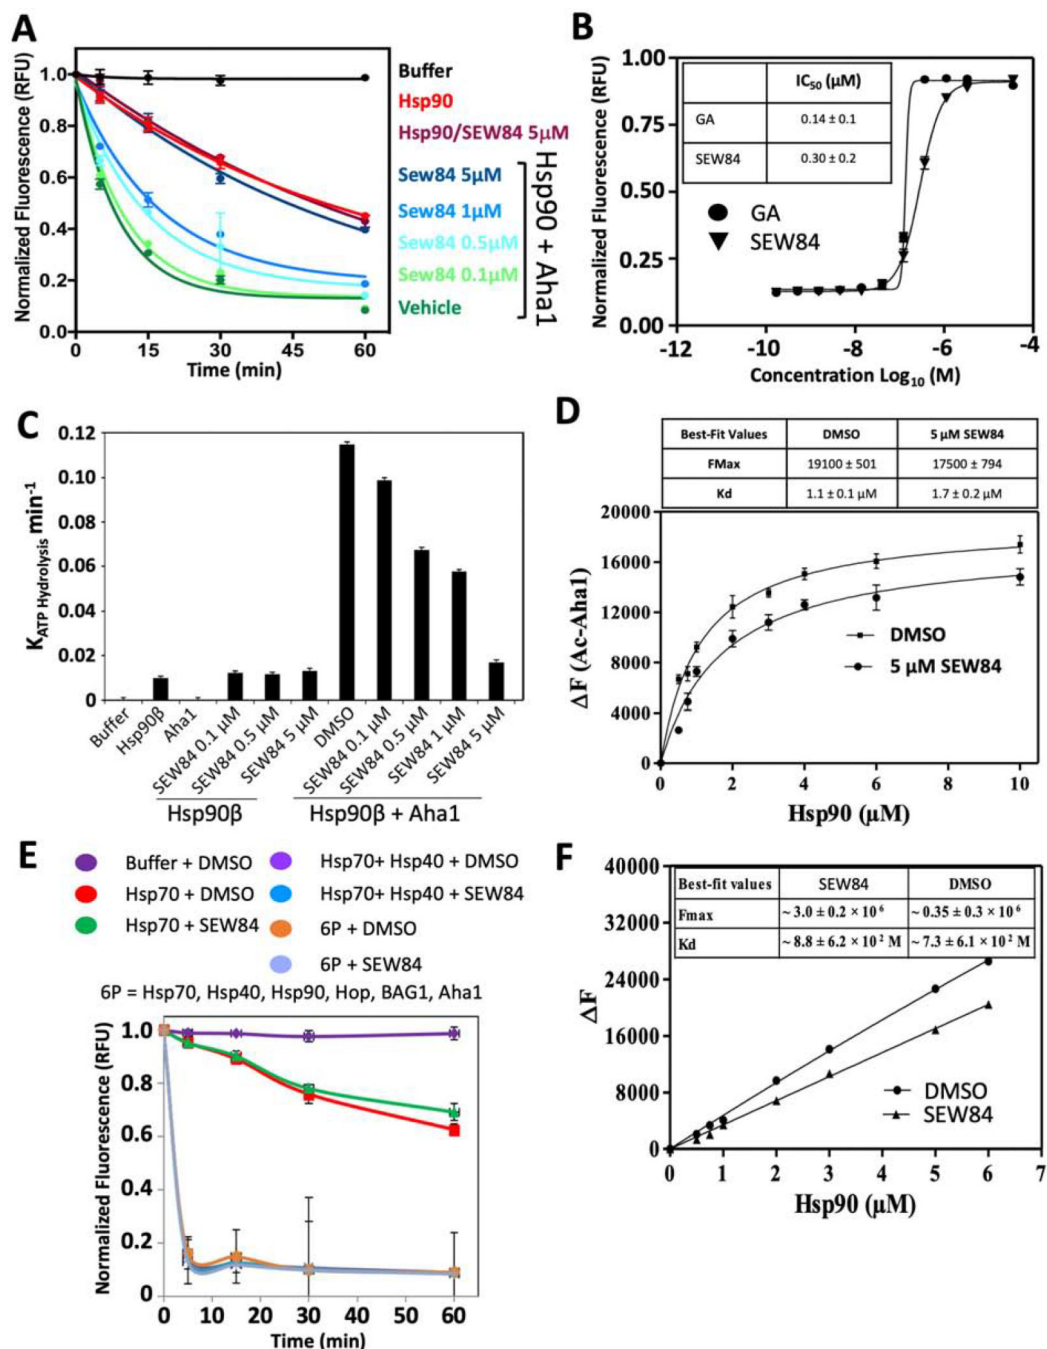 A
Normalized Fluorescence (RFU)
1.0
0.8
0.6
0.4
0.2
0.0
0
15
30
45
60
Time (min)
Buffer
Hsp90
Hsp90/SEW84 5μM
Sew84 5μM
Sew84 1μM
Sew84 0.5μM
Sew84 0.1μM
Vehicle
Hsp90 + Aha1
B
Normalized Fluorescence (RFU)
1.00
0.75
0.50
0.25
0.00
IC50 (μM)
GA 0.14 ± 0.1
SEW84 0.30 ± 0.2
GA
SEW84
-12 -10 -8 -6 -4
Concentration Log10 (M)
C
KATP Hydrolysis min-1
0.12
0.10
0.08
0.06
0.04
0.02
0
Buffer
Hsp90β
Aha1
SEW84 0.1 μM
SEW84 0.5 μM
SEW84 5 μM
DMSO
SEW84 0.1 μM
SEW84 0.5 μM
SEW84 1 μM
SEW84 5 μM
Hsp90β
Hsp90β + Aha1
D
Best-Fit Values DMSO 5 μM SEW84
FMax 19100 ± 501 17500 ± 794
Kd 1.1 ± 0.1 μM 1.7 ± 0.2 μM
ΔF (Ac-Aha1)
20000
16000
12000
8000
4000
0
DMSO
5 μM SEW84
0 2 4 6 8 10
Hsp90 (μM)
E
Buffer + DMSO
Hsp70 + DMSO
Hsp70 + SEW84
Hsp70+ Hsp40 + DMSO
Hsp70+ Hsp40 + SEW84
6P + DMSO
6P + SEW84
6P = Hsp70, Hsp40, Hsp90, Hop, BAG1, Aha1
Normalized Fluorescence (RFU)
1.0
0.8
0.6
0.4
0.2
0
0 10 20 30 40 50 60
Time (min)
F
ΔF
40000
32000
24000
16000
8000
0
Best-fit values SEW84 DMSO
Fmax ~ 3.0 ± 0.2 × 10 6 ~ 0.35 ± 0.3 × 10 6
Kd ~ 8.8 ± 6.2 × 10 2 M ~ 7.3 ± 6.1 × 10 2 M
DMSO
SEW84
0 1 2 3 4 5 6 7
Hsp90 (μM)